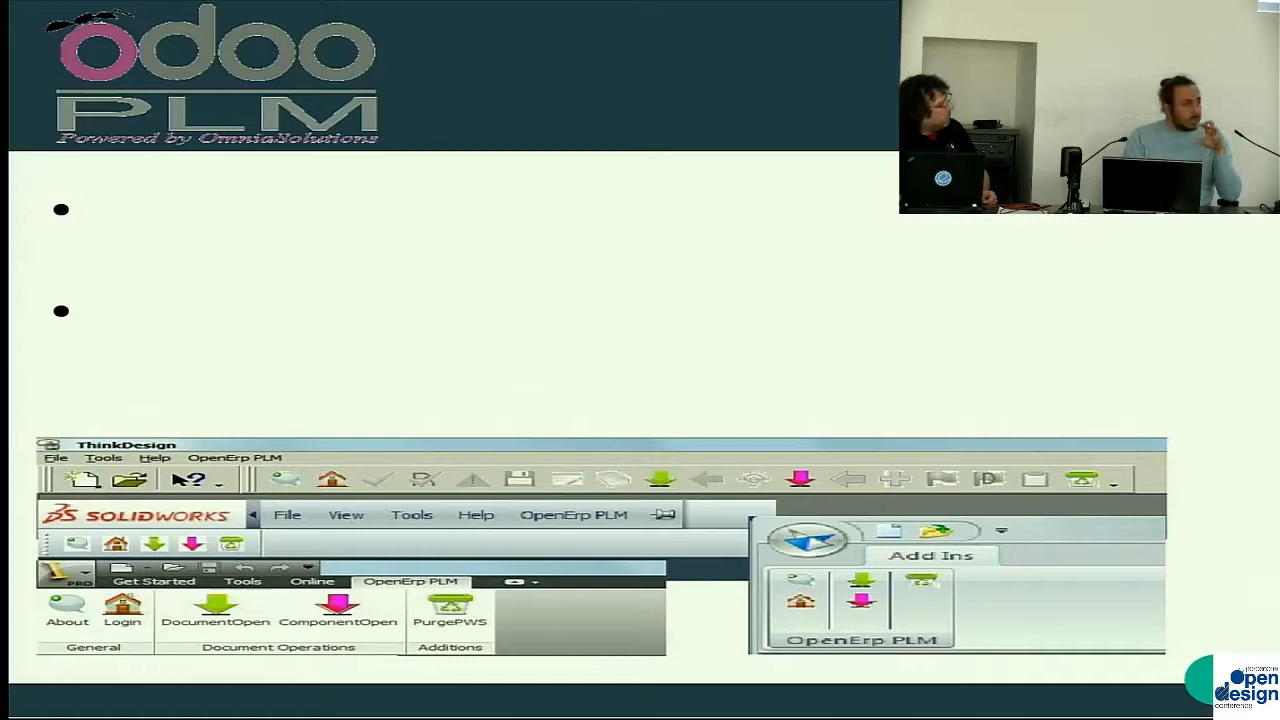 odoo
PLM
Powered by OmniaSolutions
ThinkDesign
File Tools Help OpenErp PLM
SOLIDWORKS File View Tools Help OpenErp PLM
PRO Get Started Tools Online OpenErp PLM
About Login DocumentOpen ComponentOpen PurgePWS
General Document Operations Additions
Add Ins
OpenErp PLM
open
design
conference